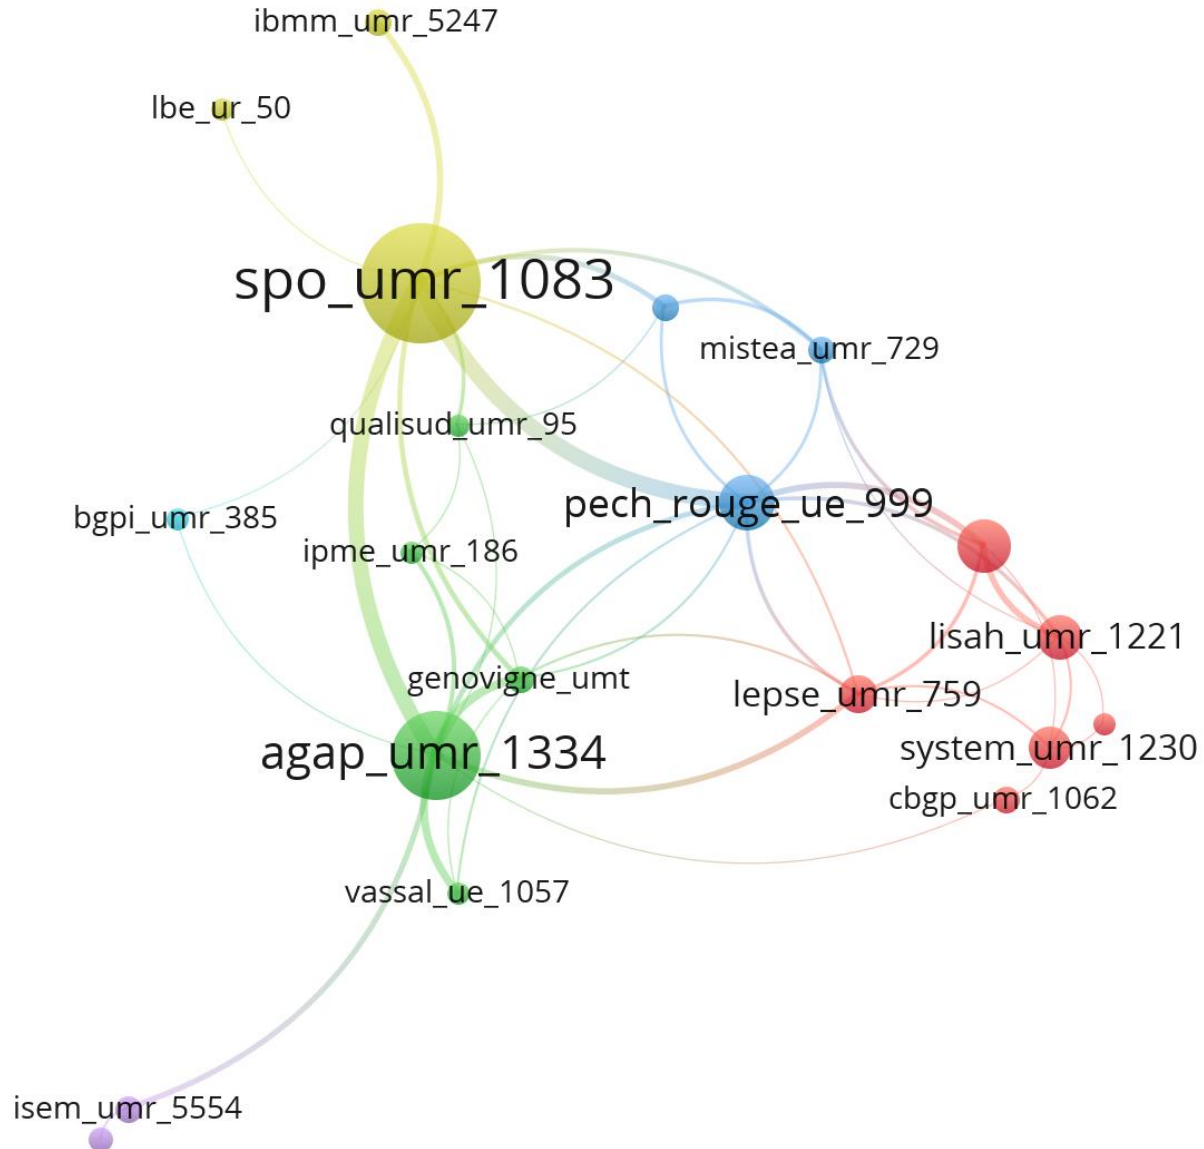 ibmm_umr_5247
lbe_ur_50
spo_umr_1083
mistea_umr_729
qualisud_umr_95
pech_rouge_ue_999
bgpi_umr_385
ipme_umr_186
lisah_umr_1221
genovigne_umt
lepse_umr_759
agap_umr_1334
system_umr_1230
cbgp_umr_1062
vassal_ue_1057
isem_umr_5554